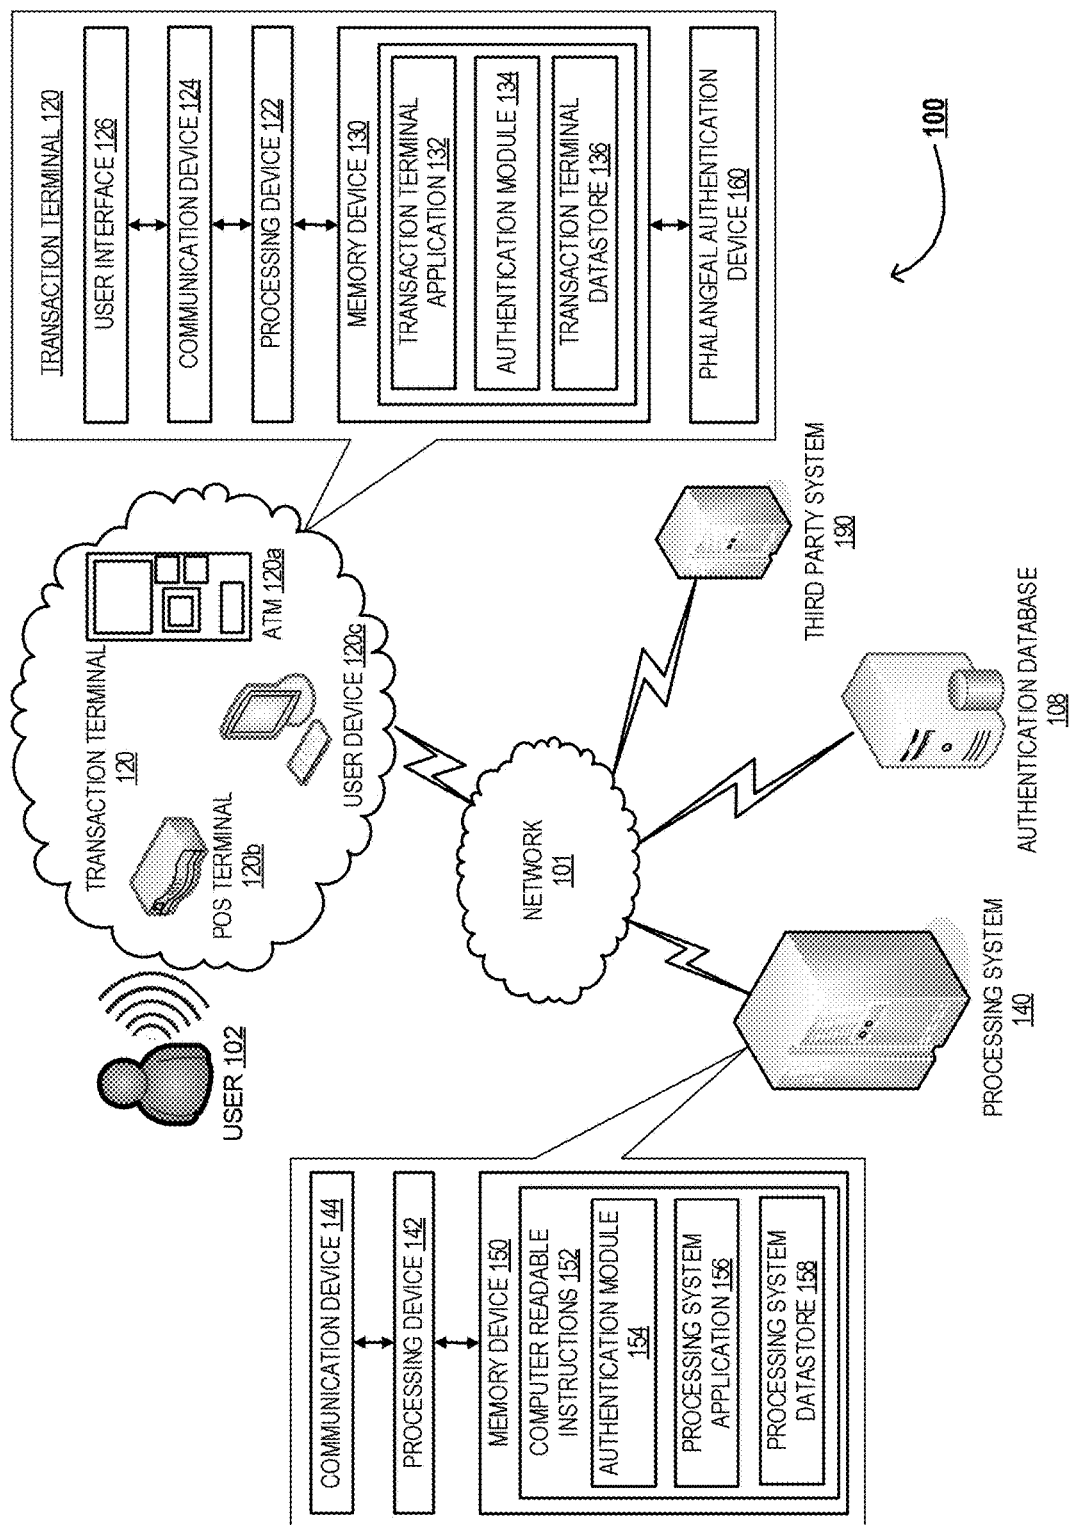 TRANSACTION TERMINAL 120
USER INTERFACE 126
COMMUNICATION DEVICE 124
PROCESSING DEVICE 122
MEMORY DEVICE 130
TRANSACTION TERMINAL
APPLICATION 132
AUTHENTICATION MODULE 134
TRANSACTION TERMINAL
DATASTORE 136
PHALANGEAL AUTHENTICATION
DEVICE 160
100
TRANSACTION TERMINAL
120
ATM 120a
POS TERMINAL
120b
USER DEVICE 120c
USER 102
NETWORK
101
THIRD PARTY SYSTEM
190
AUTHENTICATION DATABASE
108
PROCESSING SYSTEM
140
COMMUNICATION DEVICE 144
PROCESSING DEVICE 142
MEMORY DEVICE 150
COMPUTER READABLE
INSTRUCTIONS 152
AUTHENTICATION MODULE
154
PROCESSING SYSTEM
APPLICATION 156
PROCESSING SYSTEM
DATASTORE 158